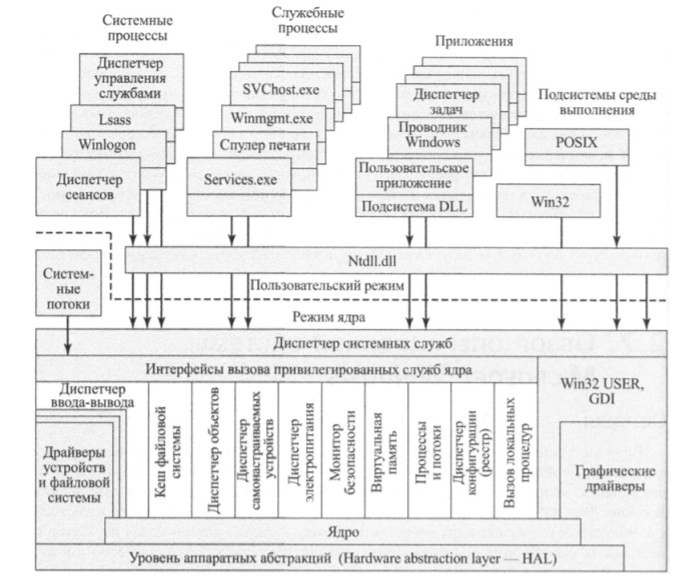 Системные
процессы
Служебные
процессы
Приложения
Подсистемы среды
выполнения
Диспетчер
управления
службами
Lsass
Winlogon
Диспетчер
сеансов
SVChost.exe
Winmgmt.exe
Спулер печати
Services.exe
Диспетчер
задач
Проводник
Windows
Пользовательское
приложение
Подсистема DLL
POSIX
Win32
Систем-
ные
потоки
Ntdll.dll
Пользовательский режим
Режим ядра
Диспетчер системных служб
Интерфейсы вызова привилегированных служб ядра
Win32 USER,
GDI
Диспетчер
ввода-вывода
Драйверы
устройств
и файловой
системы
Кеш файловой
системы
Диспетчер объектов
Диспетчер
самонастраиваемых
устройств
Диспетчер
электропитания
Монитор
безопасности
Виртуальная
память
Процессы
и потоки
Диспетчер
конфигурации
(реестр)
Вызов локальных
процедур
Графические
драйверы
Ядро
Уровень аппаратных абстракций (Hardware abstraction layer — HAL)